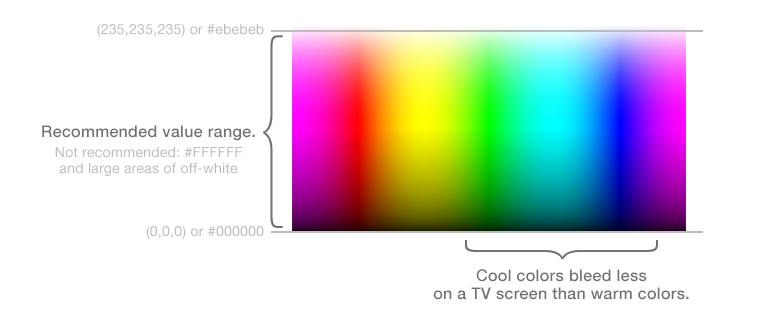 (235,235,235) or #ebebeb
Recommended value range.
Not recommended: #FFFFFF
and large areas of off-white
(0,0,0) or #000000
Cool colors bleed less
on a TV screen than warm colors.